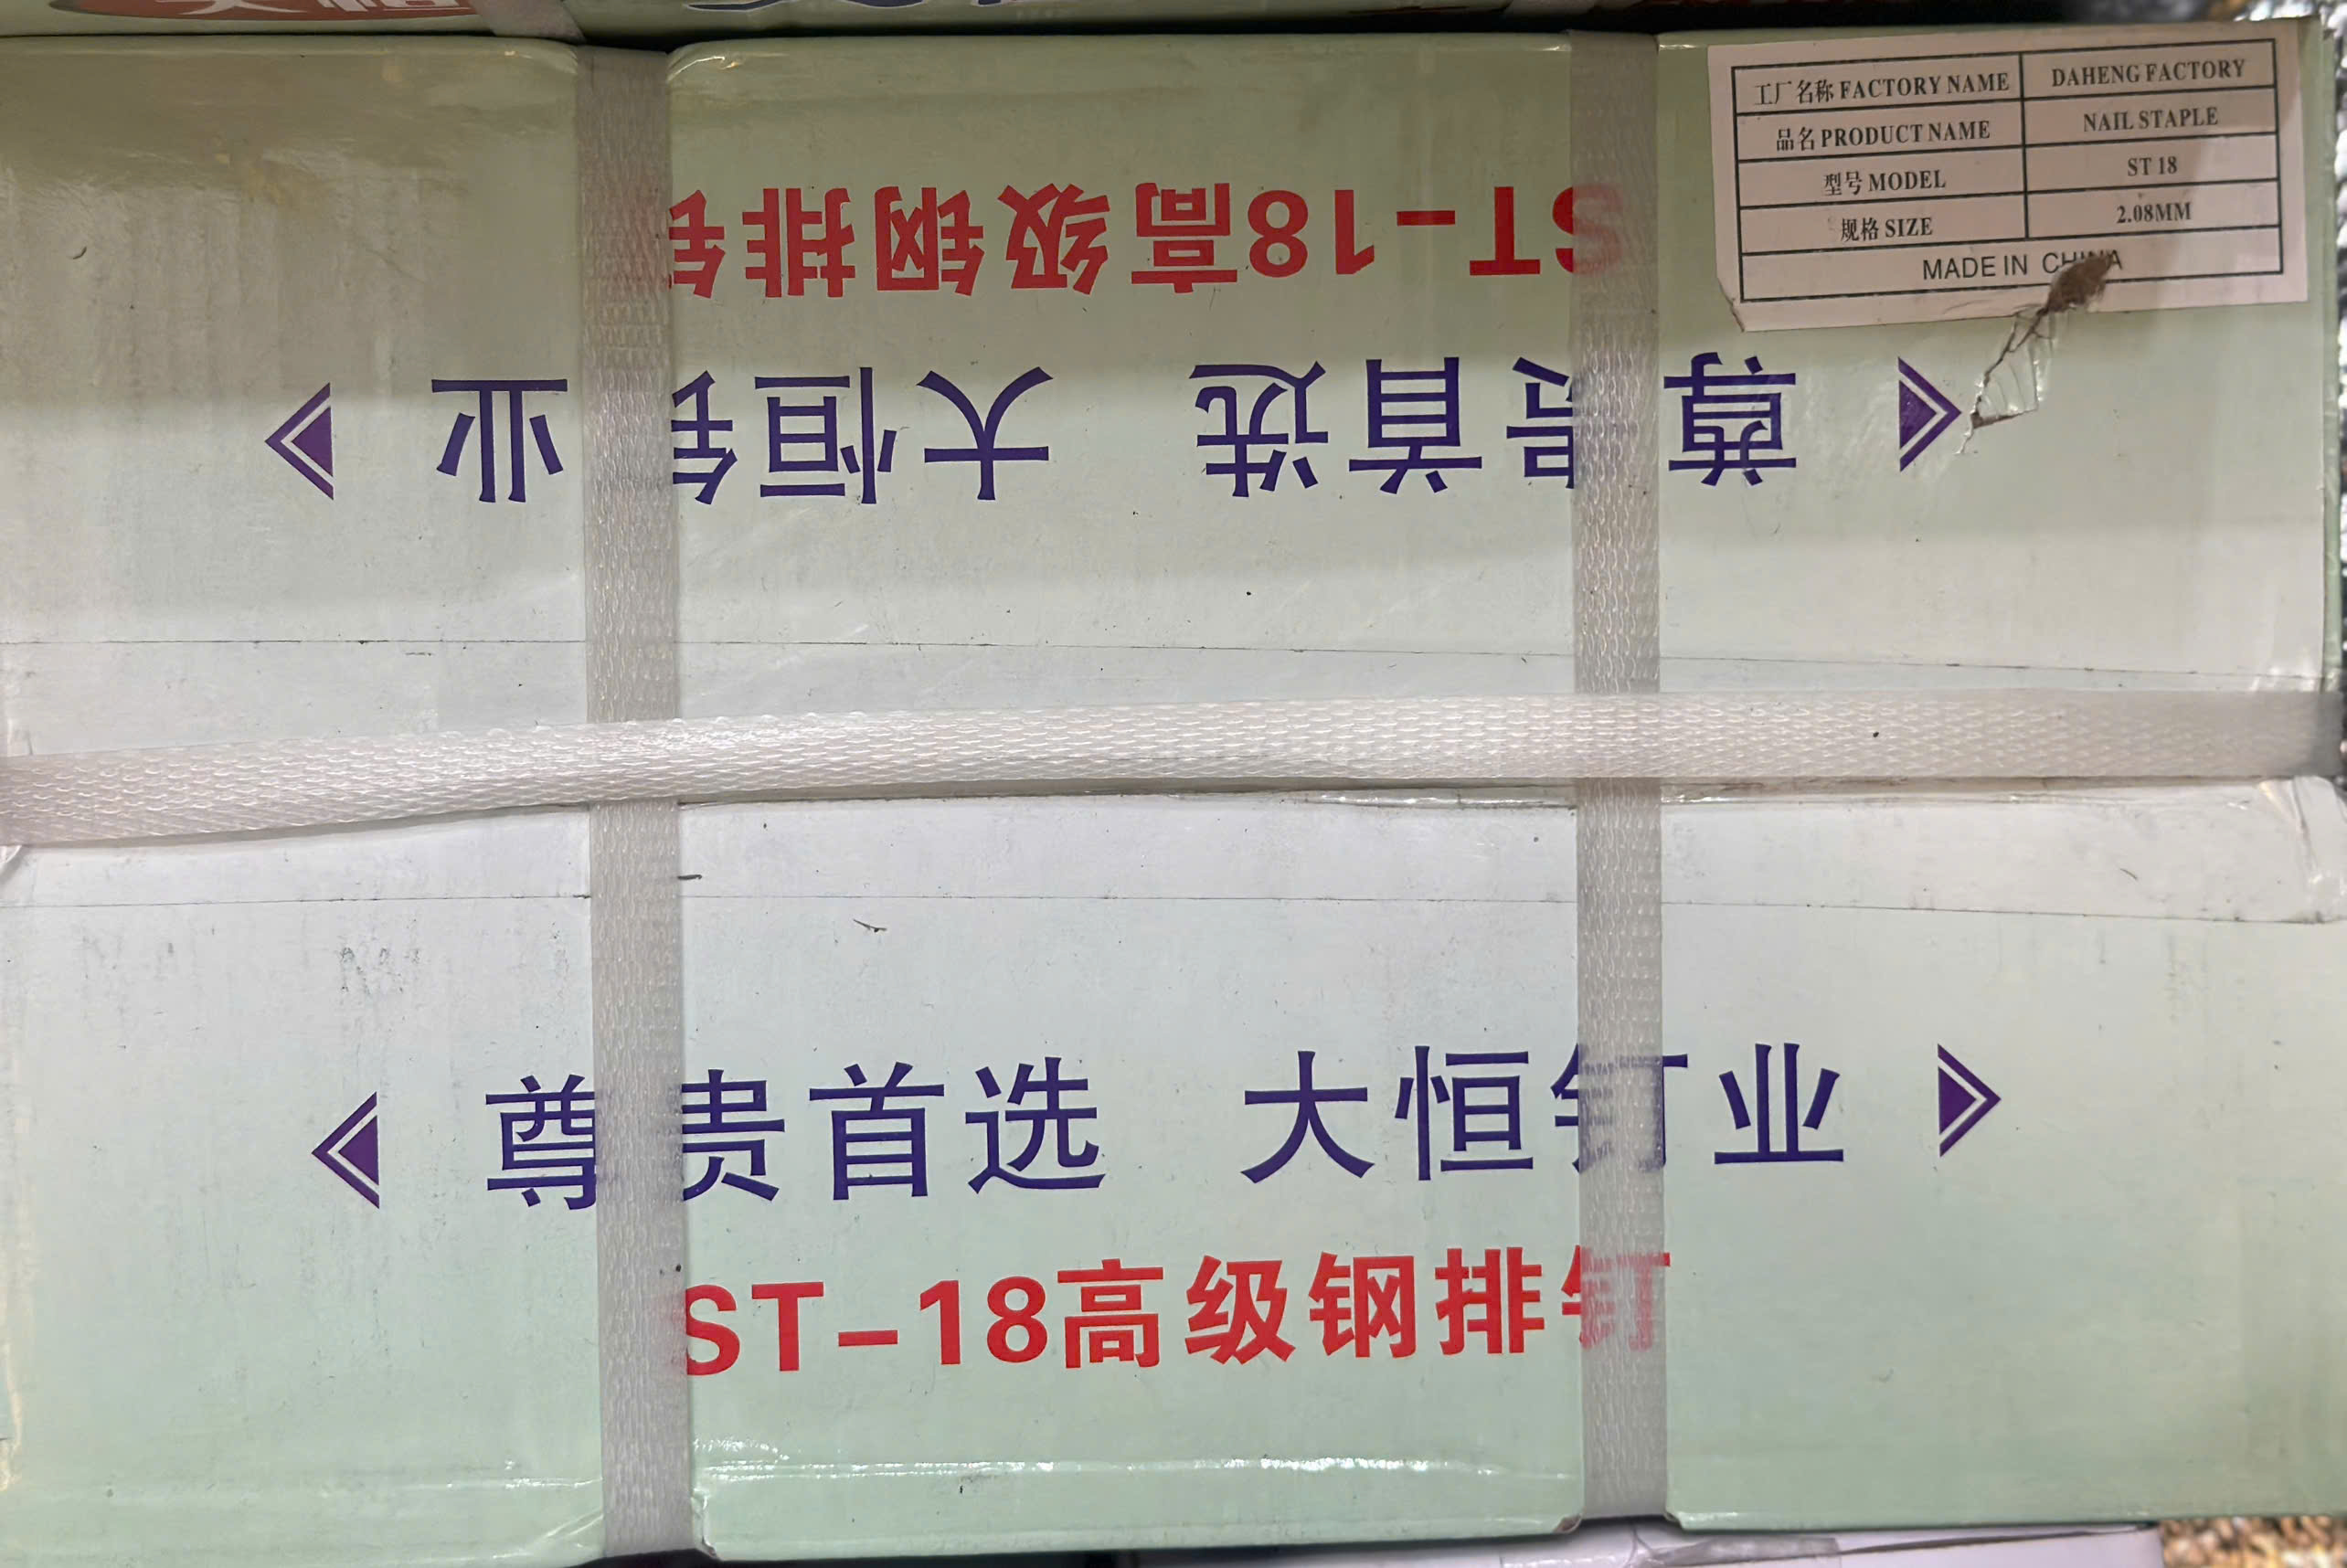 工厂名称 FACTORY NAME DAHENG FACTORY
品名 PRODUCT NAME NAIL STAPLE
型号 MODEL ST 18
规格 SIZE 2.08MM
MADE IN CHINA
ST-18高级钢排钉
尊贵首选 大恒钉业
尊贵首选 大恒钉业
ST-18高级钢排钉